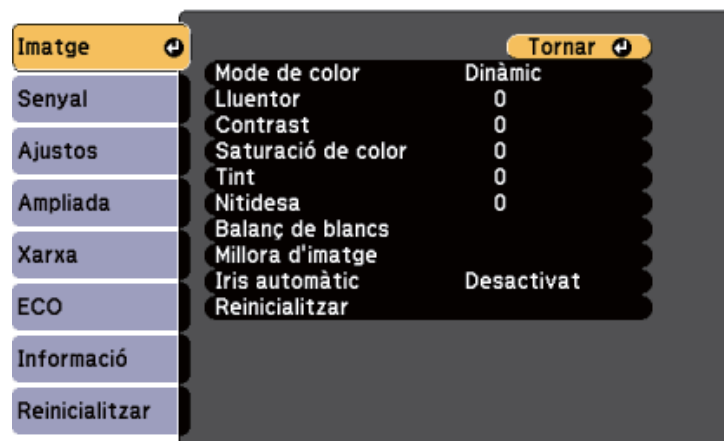 Imatge
Senyal
Ajustos
Ampliada
Xarxa
ECO
Informació
Reinicialitzar
Tornar
Mode de color Dinàmic
Lluentor 0
Contrast 0
Saturació de color 0
Tint 0
Nitidesa 0
Balanç de blancs
Millora d'imatge
Iris automàtic Desactivat
Reinicialitzar